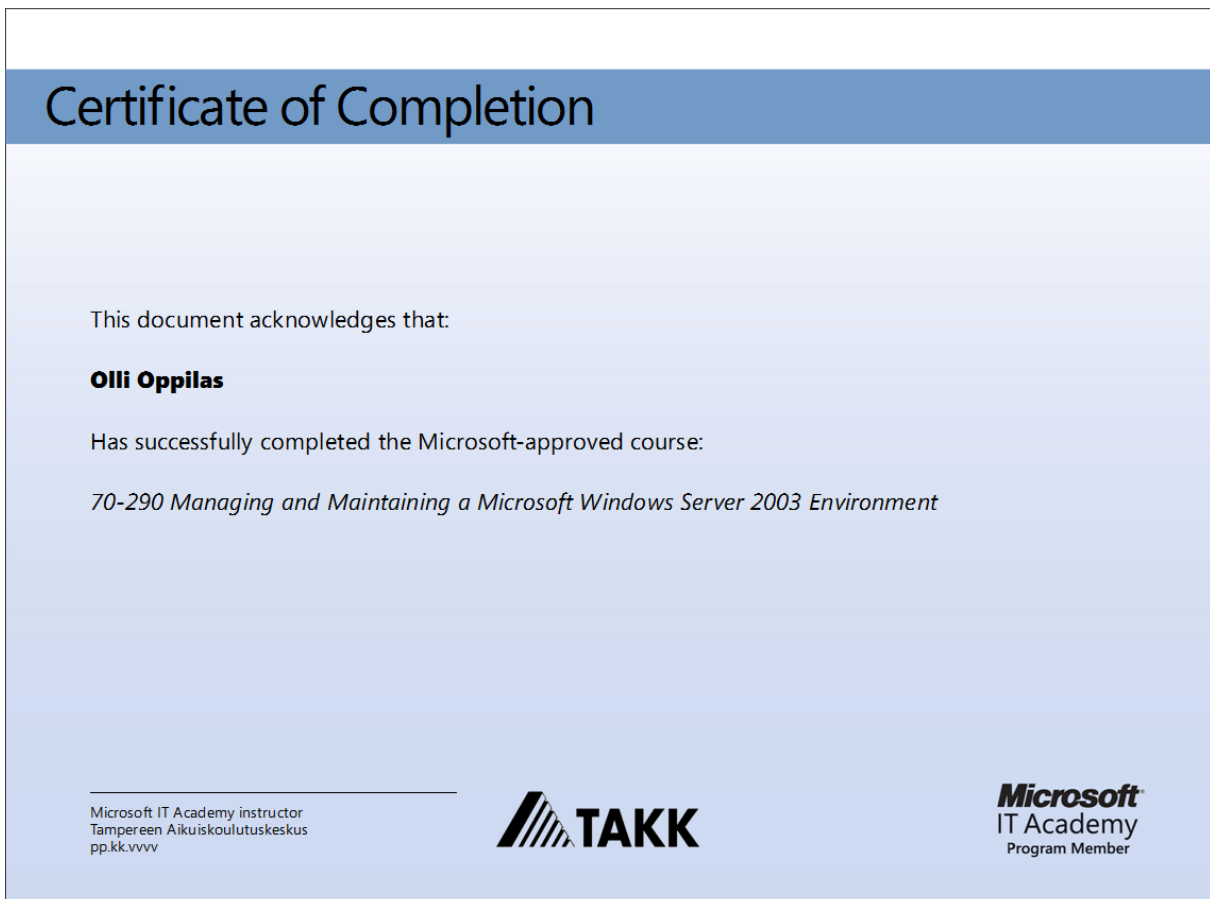 Certificate of Completion
This document acknowledges that:
Olli Oppilas
Has successfully completed the Microsoft-approved course:
70-290 Managing and Maintaining a Microsoft Windows Server 2003 Environment
Microsoft IT Academy instructor
Tampereen Aikuiskoulutuskeskus
pp.kk.vvvv
TAKK
Microsoft
IT Academy
Program Member